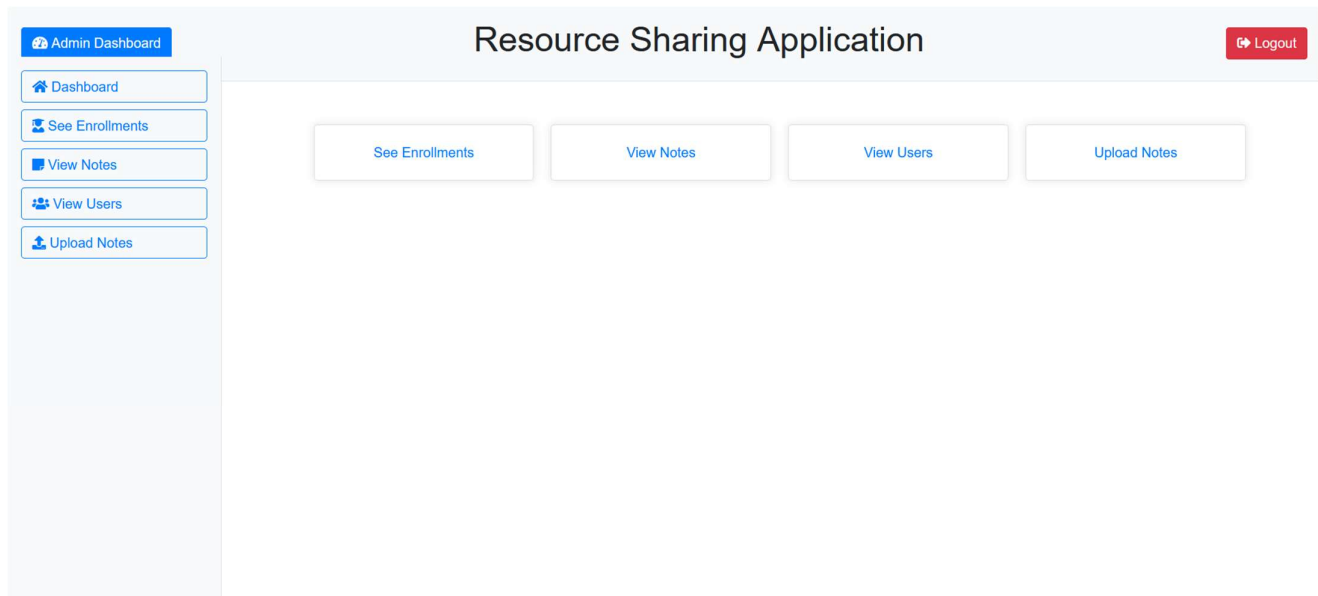 Admin Dashboard
Resource Sharing Application
Logout
Dashboard
See Enrollments
View Notes
View Users
Upload Notes
See Enrollments
View Notes
View Users
Upload Notes